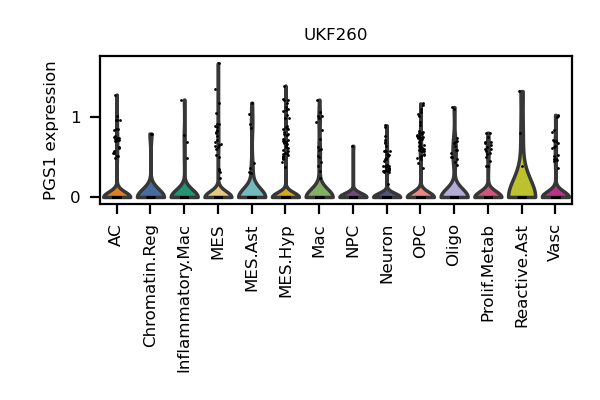 UKF260
PGS1 expression
1
0
AC
Chromatin.Reg
Inflammatory.Mac
MES
MES.Ast
MES.Hyp
Mac
NPC
Neuron
OPC
Oligo
Prolif.Metab
Reactive.Ast
Vasc